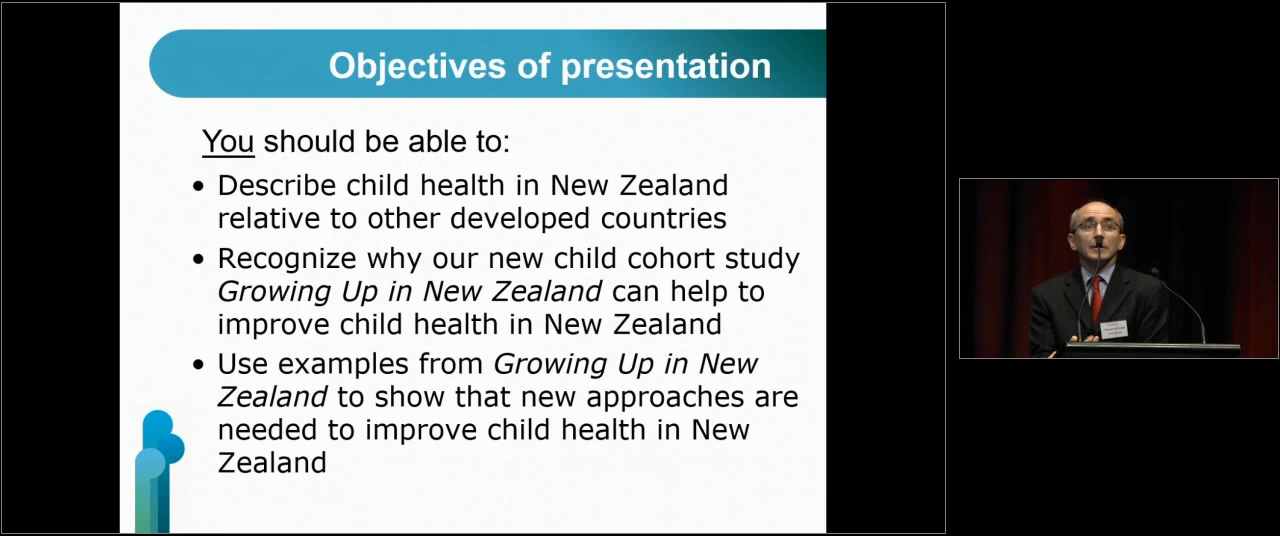 Objectives of presentation
You should be able to:
• Describe child health in New Zealand
relative to other developed countries
• Recognize why our new child cohort study
Growing Up in New Zealand can help to
improve child health in New Zealand
• Use examples from Growing Up in New
Zealand to show that new approaches are
needed to improve child health in New
Zealand